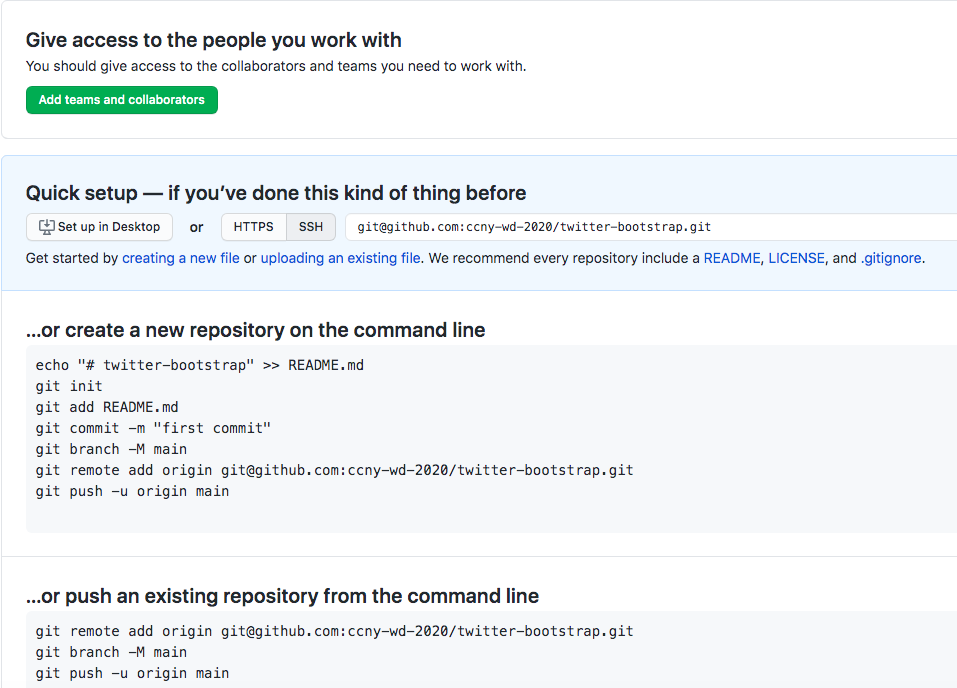 Give access to the people you work with
You should give access to the collaborators and teams you need to work with.
Add teams and collaborators
Quick setup — if you’ve done this kind of thing before
Set up in Desktop or HTTPS SSH git@github.com:ccny-wd-2020/twitter-bootstrap.git
Get started by creating a new file or uploading an existing file. We recommend every repository include a README, LICENSE, and .gitignore.
…or create a new repository on the command line
echo "# twitter-bootstrap" >> README.md
git init
git add README.md
git commit -m "first commit"
git branch -M main
git remote add origin git@github.com:ccny-wd-2020/twitter-bootstrap.git
git push -u origin main
…or push an existing repository from the command line
git remote add origin git@github.com:ccny-wd-2020/twitter-bootstrap.git
git branch -M main
git push -u origin main